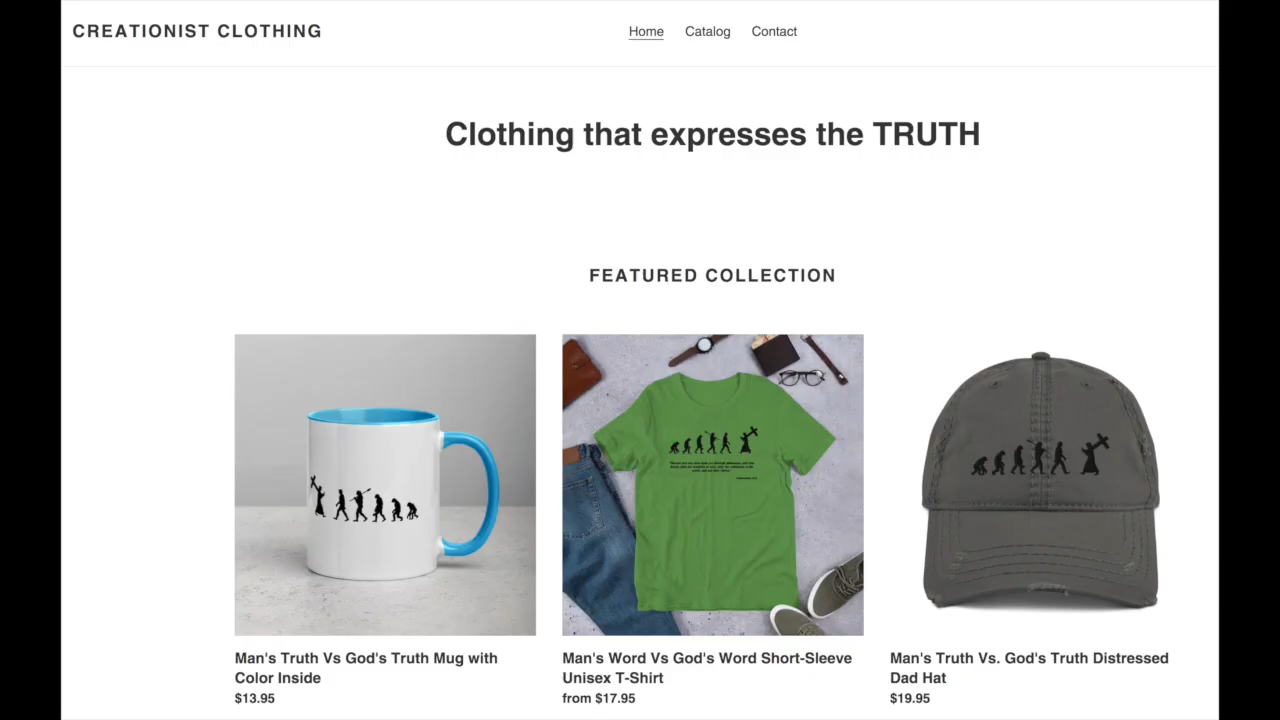 CREATIONIST CLOTHING
Home Catalog Contact
Clothing that expresses the TRUTH
FEATURED COLLECTION
Man's Truth Vs God's Truth Mug with
Color Inside
$13.95
Man's Word Vs God's Word Short-Sleeve
Unisex T-Shirt
from $17.95
Man's Truth Vs. God's Truth Distressed
Dad Hat
$19.95